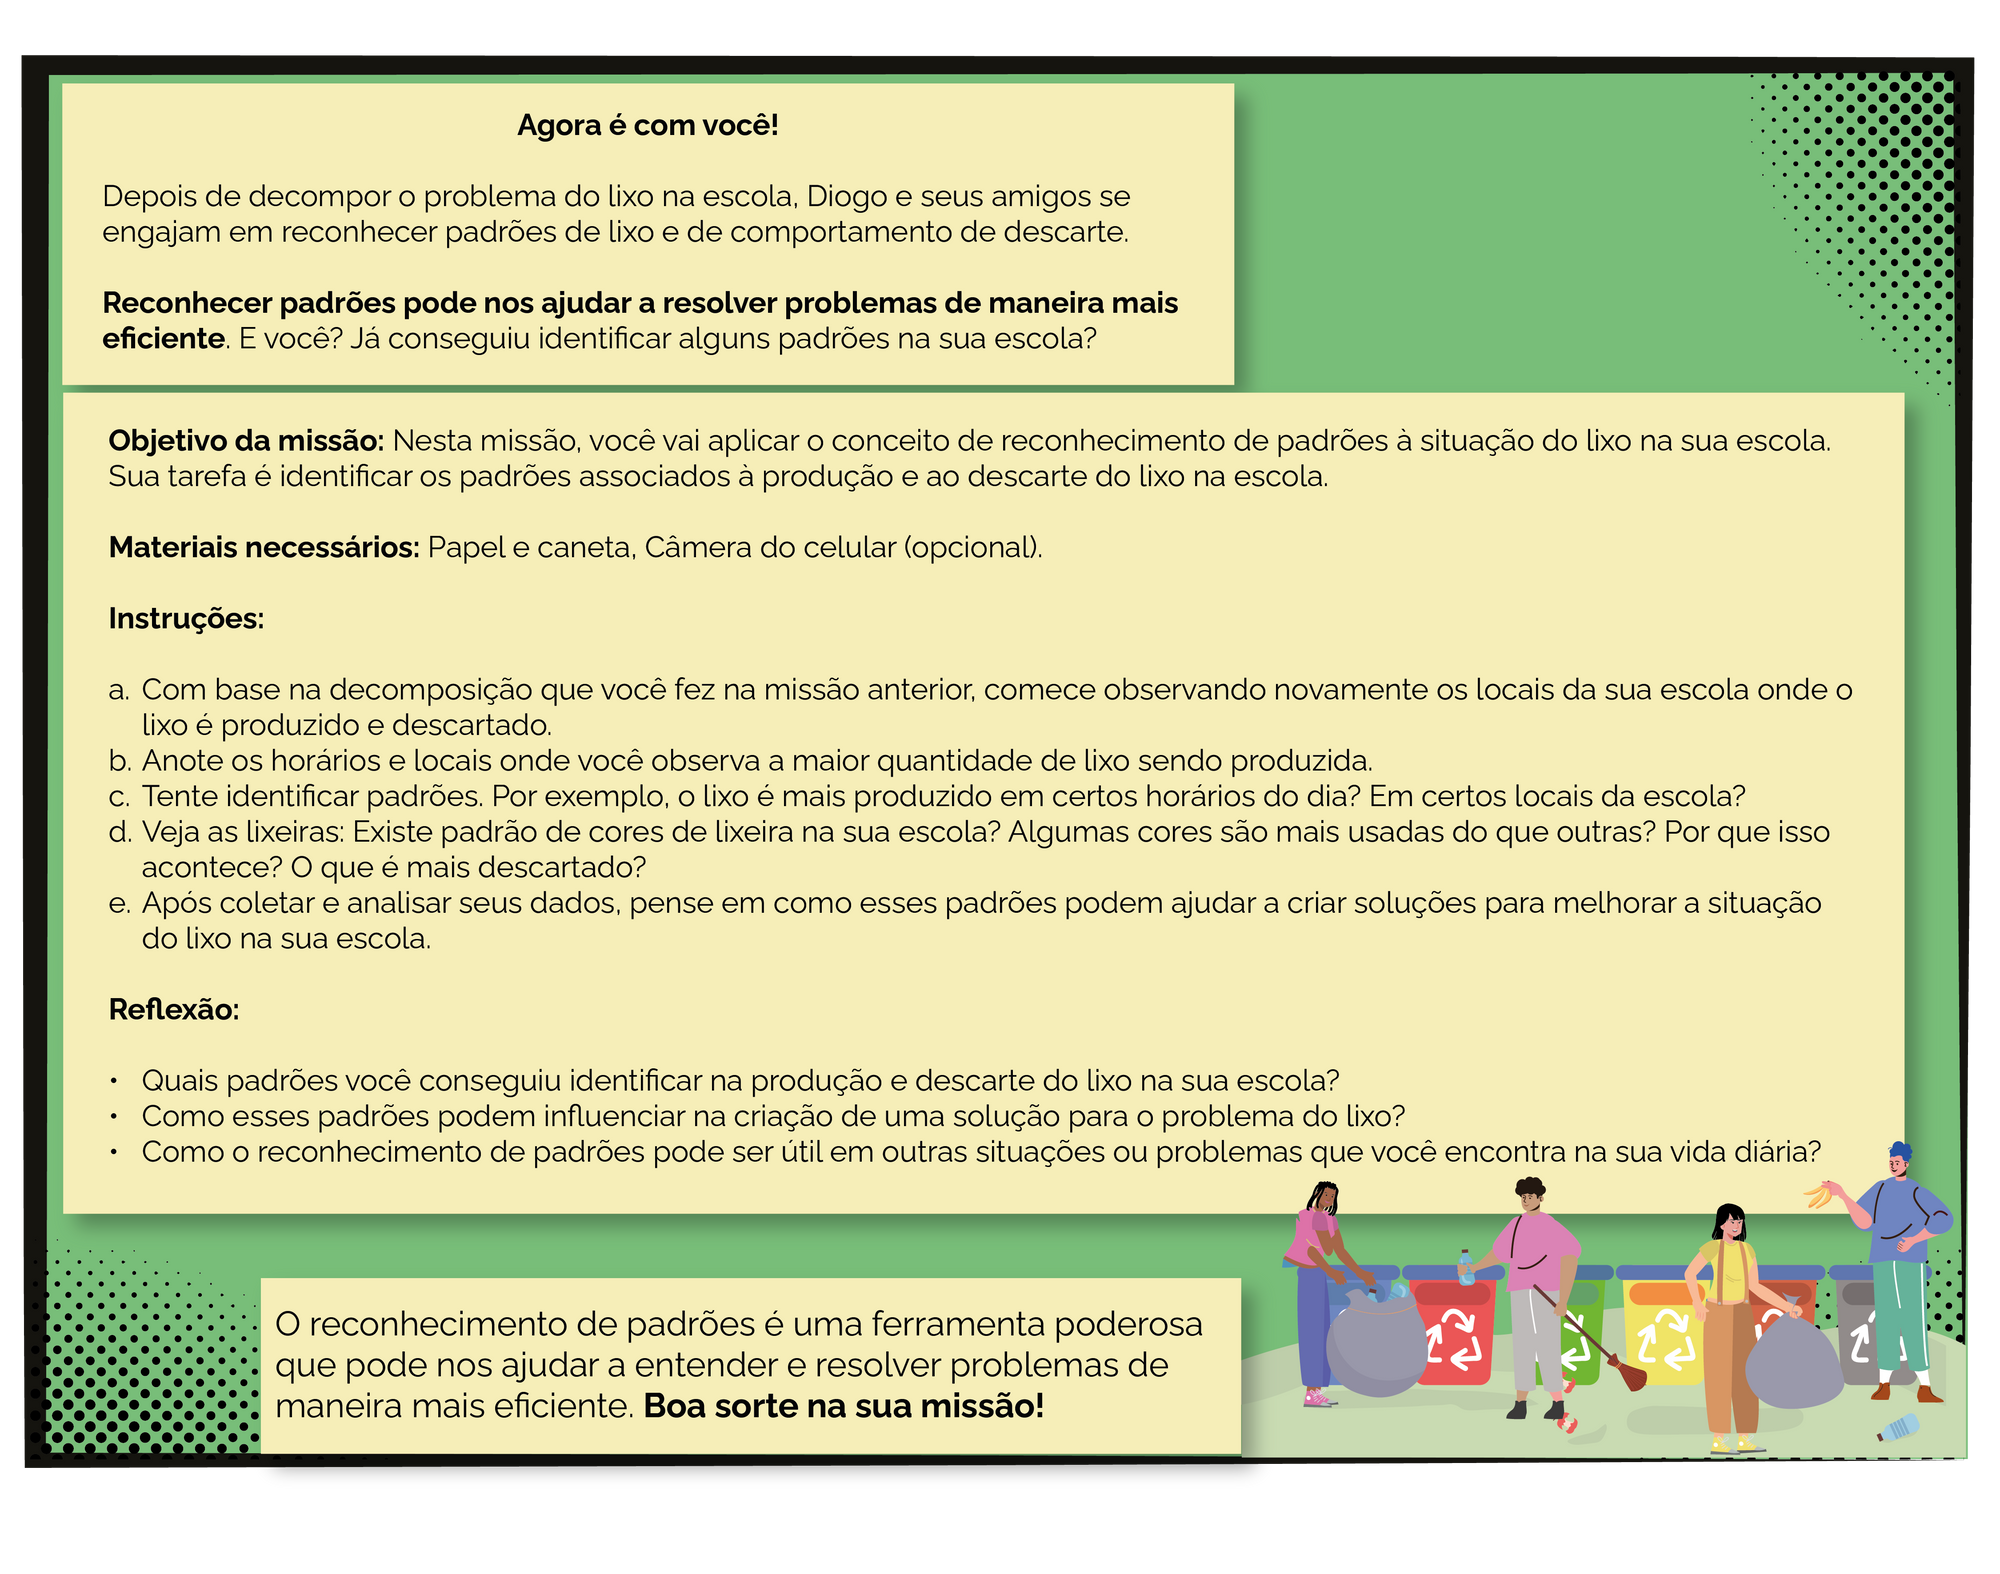 Agora é com você!
Depois de decompor o problema do lixo na escola, Diogo e seus amigos se
engajam em reconhecer padrões de lixo e de comportamento de descarte.
Reconhecer padrões pode nos ajudar a resolver problemas de maneira mais
eficiente. E você? Já conseguiu identificar alguns padrões na sua escola?
Objetivo da missão: Nesta missão, você vai aplicar o conceito de reconhecimento de padrões à situação do lixo na sua escola.
Sua tarefa é identificar os padrões associados à produção e ao descarte do lixo na escola.
Materiais necessários: Papel e caneta, Câmera do celular (opcional).
Instruções:
a. Com base na decomposição que você fez na missão anterior, comece observando novamente os locais da sua escola onde o
lixo é produzido e descartado.
b. Anote os horários e locais onde você observa a maior quantidade de lixo sendo produzida.
c. Tente identificar padrões. Por exemplo, o lixo é mais produzido em certos horários do dia? Em certos locais da escola?
d. Veja as lixeiras: Existe padrão de cores de lixeira na sua escola? Algumas cores são mais usadas do que outras? Por que isso
acontece? O que é mais descartado?
e. Após coletar e analisar seus dados, pense em como esses padrões podem ajudar a criar soluções para melhorar a situação
do lixo na sua escola.
Reflexão:
• Quais padrões você conseguiu identificar na produção e descarte do lixo na sua escola?
• Como esses padrões podem influenciar na criação de uma solução para o problema do lixo?
• Como o reconhecimento de padrões pode ser útil em outras situações ou problemas que você encontra na sua vida diária?
O reconhecimento de padrões é uma ferramenta poderosa
que pode nos ajudar a entender e resolver problemas de
maneira mais eficiente. Boa sorte na sua missão!